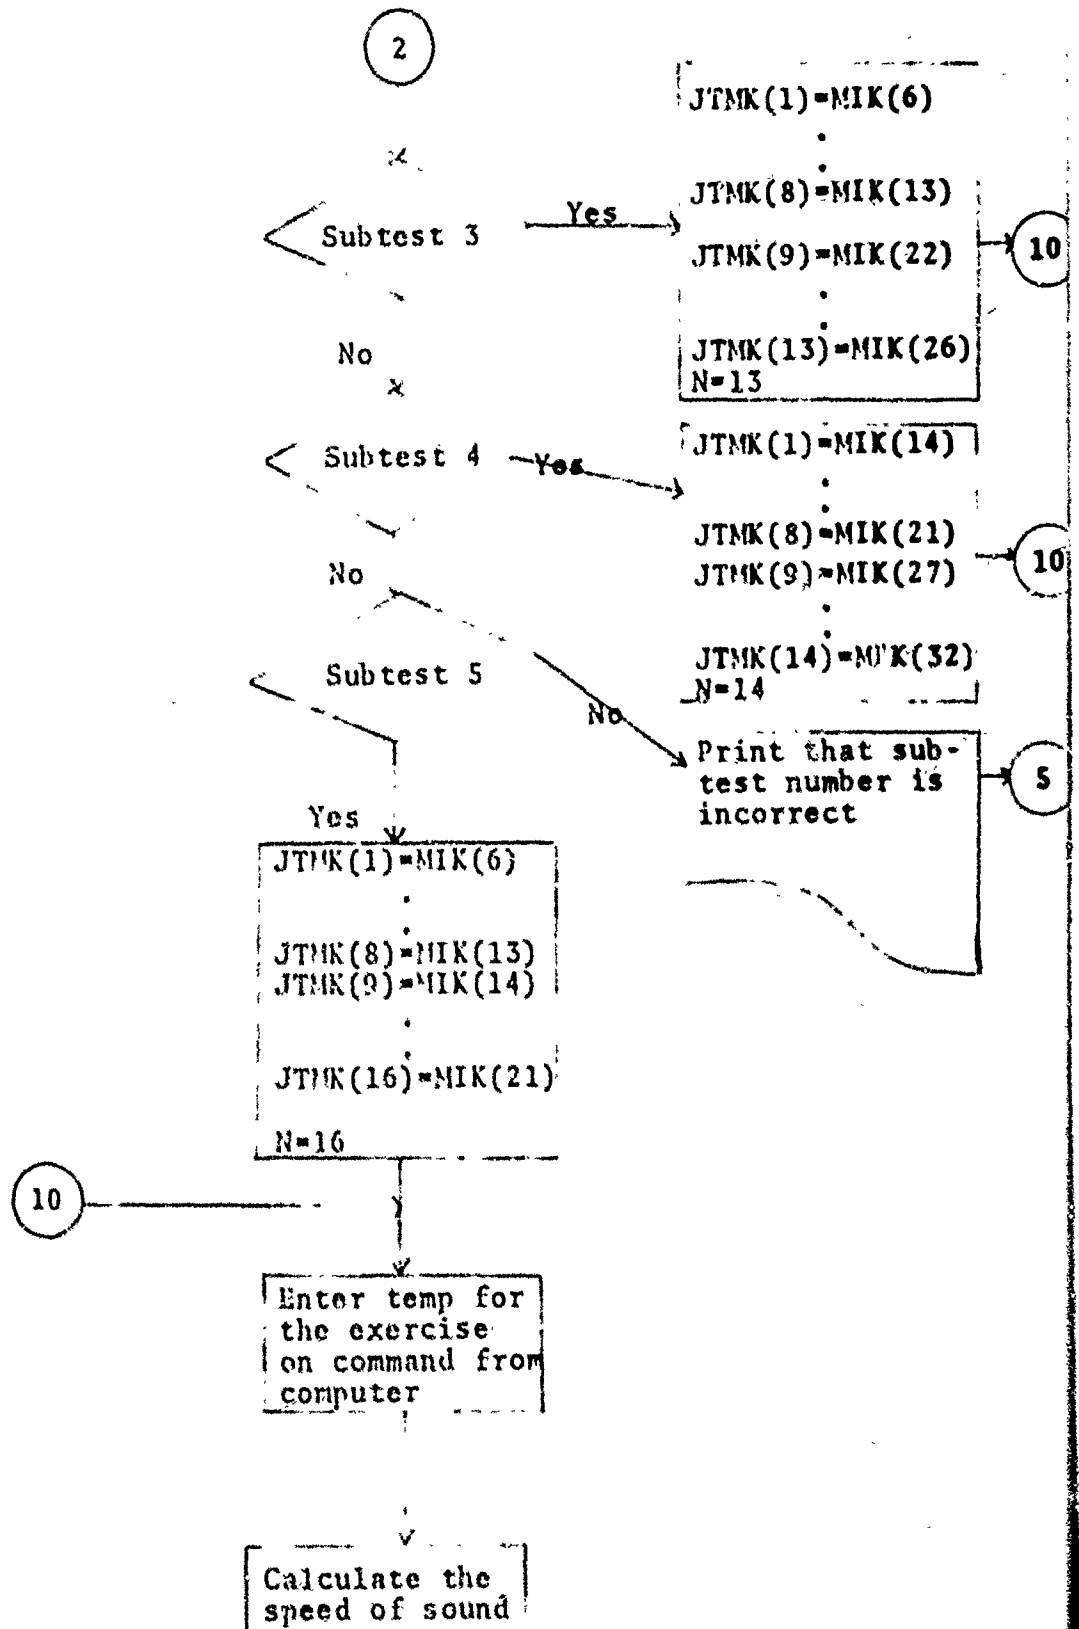 2
JTMK(1)=MIK(6)
.
.
JTMK(8)=MIK(13)
Subtest 3
Yes
JTMK(9)=MIK(22)
10
.
.
No
JTMK(13)=MIK(26)
N=13
Subtest 4
Yes
JTMK(1)=MIK(14)
.
.
JTMK(8)=MIK(21)
JTMK(9)=MIK(27)
10
No
.
.
JTMK(14)=MIK(32)
N=14
Subtest 5
No
Print that sub-
test number is
incorrect
5
Yes
JTMK(1)=MIK(6)
.
.
JTMK(8)=MIK(13)
JTMK(9)=MIK(14)
.
.
JTMK(16)=MIK(21)
N=16
10
Enter temp for
the exercise
on command from
computer
Calculate the
speed of sound